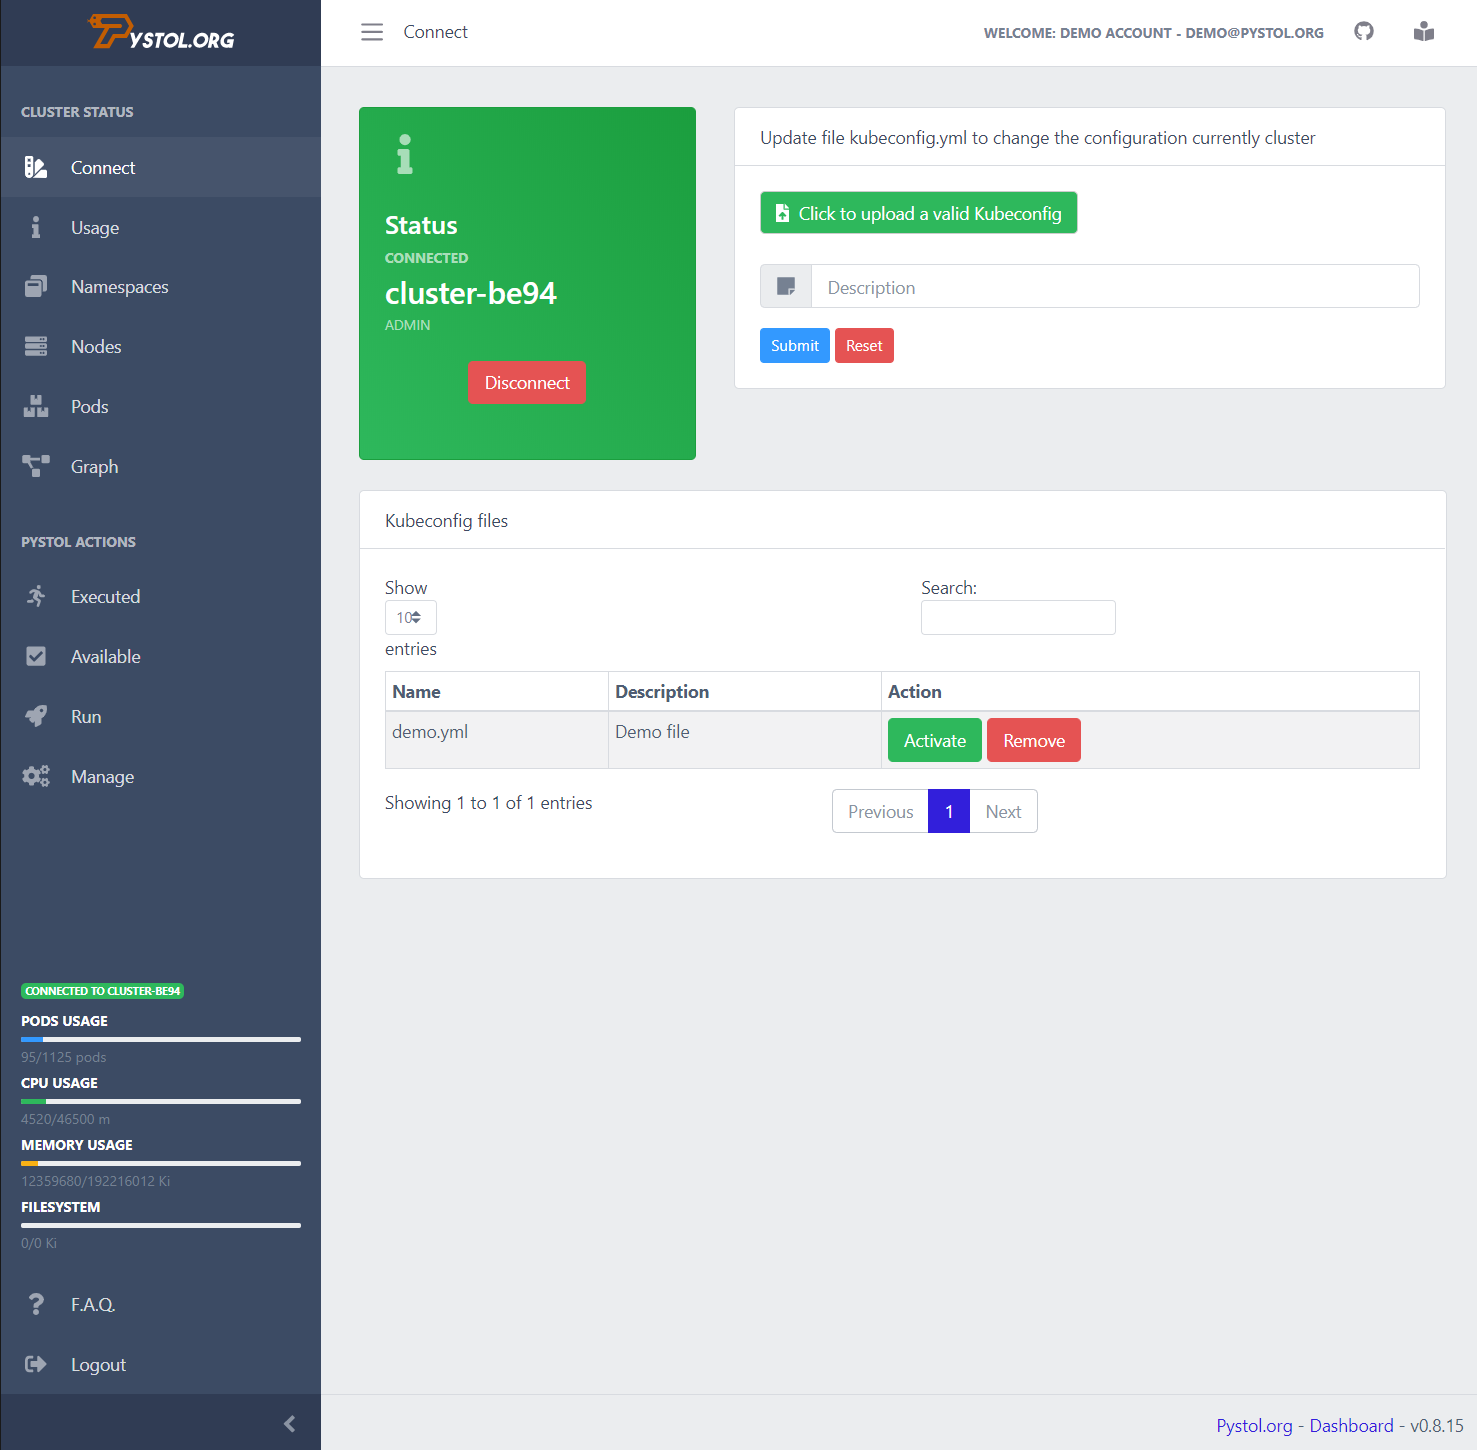 PYSTOL.ORG
Connect
WELCOME: DEMO ACCOUNT - DEMO@PYSTOL.ORG
CLUSTER STATUS
Connect
Usage
Namespaces
Nodes
Pods
Graph
PYSTOL ACTIONS
Executed
Available
Run
Manage
CONNECTED TO CLUSTER-BE94
PODS USAGE
95/1125 pods
CPU USAGE
4520/46500 m
MEMORY USAGE
12359680/192216012 Ki
FILESYSTEM
0/0 Ki
F.A.Q.
Logout
Status
CONNECTED
cluster-be94
ADMIN
Disconnect
Update file kubeconfig.yml to change the configuration currently cluster
Click to upload a valid Kubeconfig
Description
Submit Reset
Kubeconfig files
Show
10
entries
Search:
Name Description Action
demo.yml Demo file Activate Remove
Showing 1 to 1 of 1 entries
Previous 1 Next
Pystol.org - Dashboard - v0.8.15